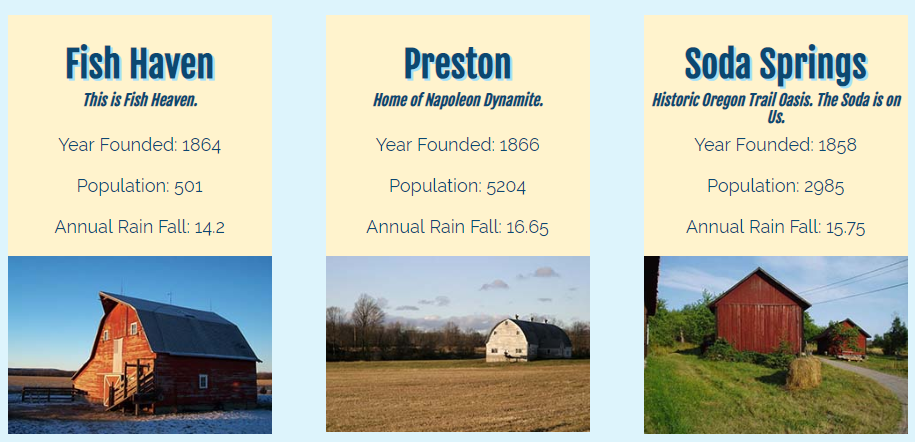 Fish Haven
This is Fish Heaven.
Year Founded: 1864
Population: 501
Annual Rain Fall: 14.2
Preston
Home of Napoleon Dynamite.
Year Founded: 1866
Population: 5204
Annual Rain Fall: 16.65
Soda Springs
Historic Oregon Trail Oasis. The Soda is on
Us.
Year Founded: 1858
Population: 2985
Annual Rain Fall: 15.75